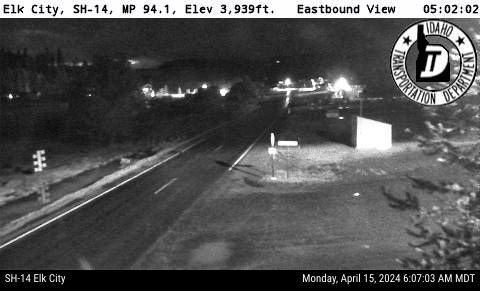 Elk City, SH-14, MP 94.1, Elev 3,939ft. Eastbound View 05:02:02
IDAHO
TRANSPORTATION DEPARTMENT
SH-14 Elk City Monday, April 15, 2024 6:07:03 AM MDT